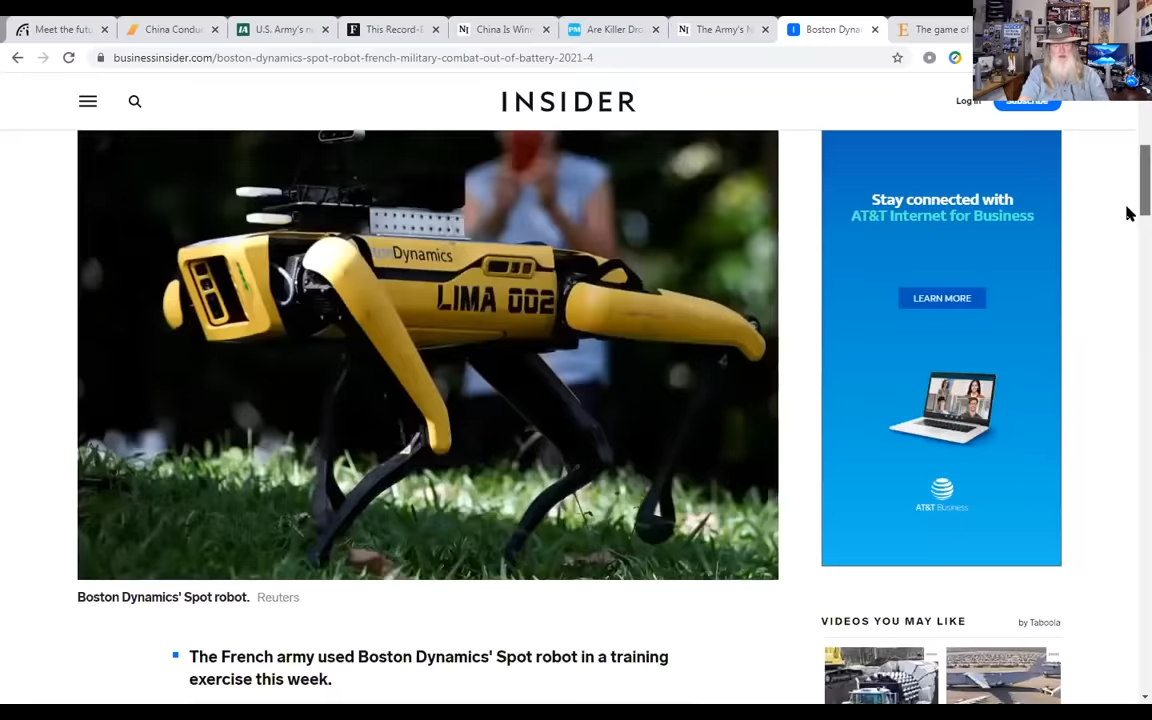 Meet the futu
China Condu
U.S. Army's n
This Record-E
China Is Winn
Are Killer Dro
The Army's N
Boston Dyna
The game of
businessinsider.com/boston-dynamics-spot-robot-french-military-combat-out-of-battery-2021-4
INSIDER
Log in
Subscribe
Dynamics
LIMA 002
Stay connected with
AT&T Internet for Business
LEARN MORE
AT&T Business
Boston Dynamics' Spot robot. Reuters
VIDEOS YOU MAY LIKE
by Taboola
The French army used Boston Dynamics' Spot robot in a training
exercise this week.